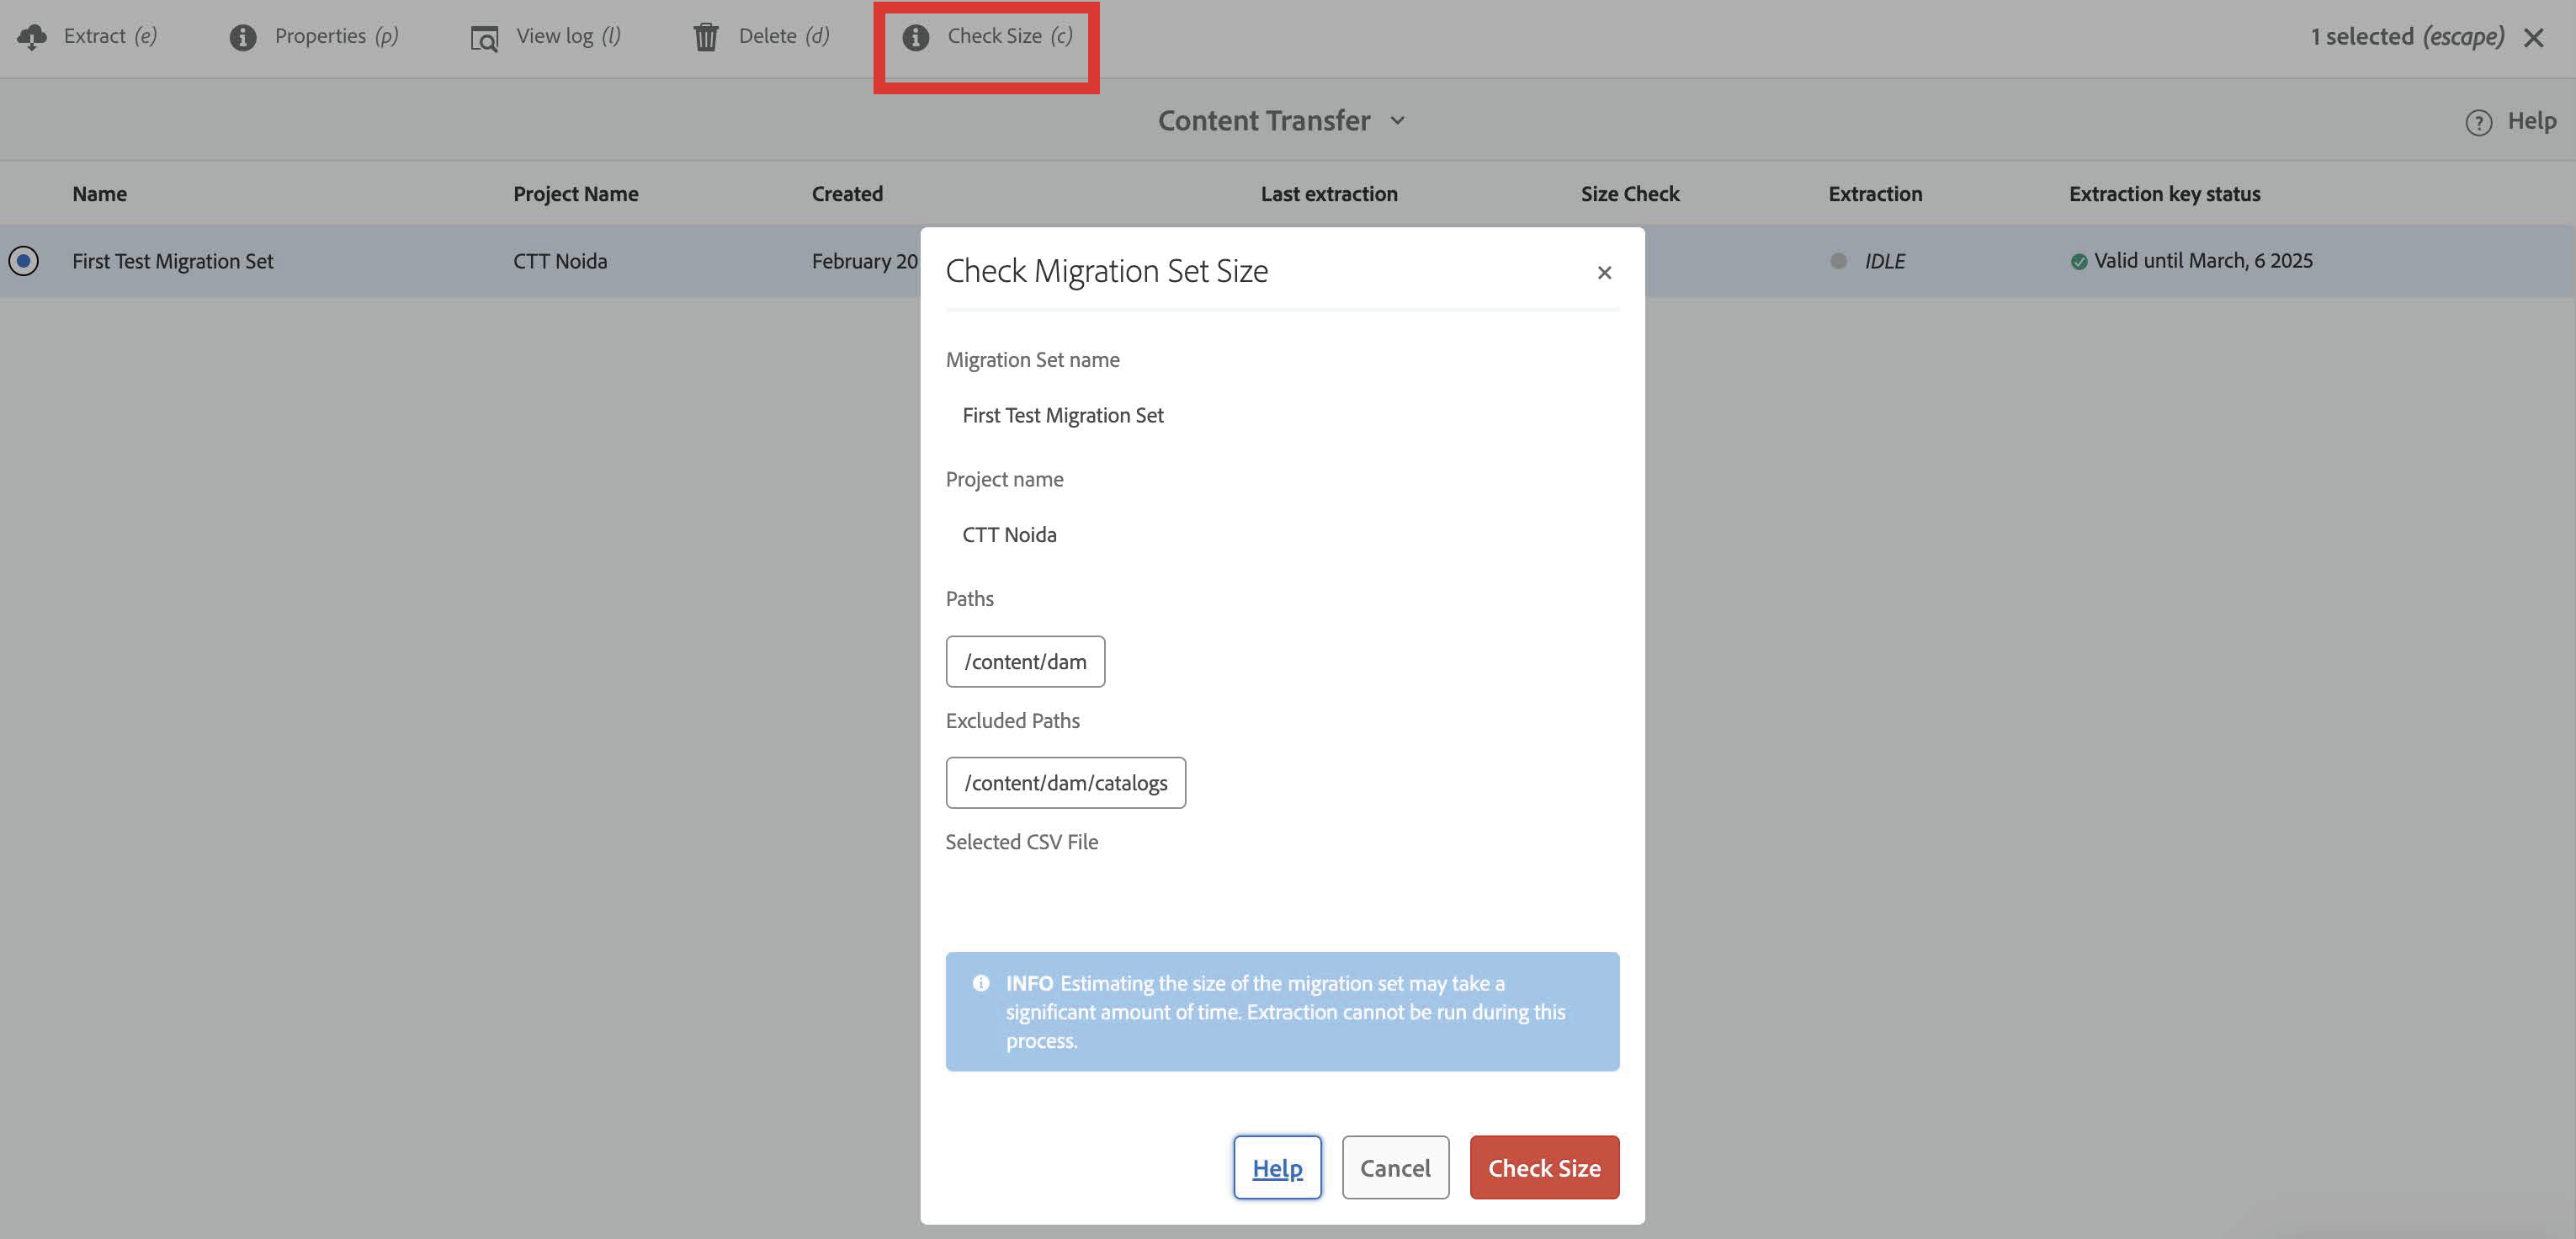 Extract (e) Properties (p) View log (l) Delete (d) Check Size (c) 1 selected (escape)
Content Transfer Help
Name Project Name Created Last extraction Size Check Extraction Extraction key status
First Test Migration Set CTT Noida February 20 IDLE Valid until March, 6 2025
Check Migration Set Size
Migration Set name
First Test Migration Set
Project name
CTT Noida
Paths
/content/dam
Excluded Paths
/content/dam/catalogs
Selected CSV File
INFO Estimating the size of the migration set may take a
significant amount of time. Extraction cannot be run during this
process.
Help Cancel Check Size